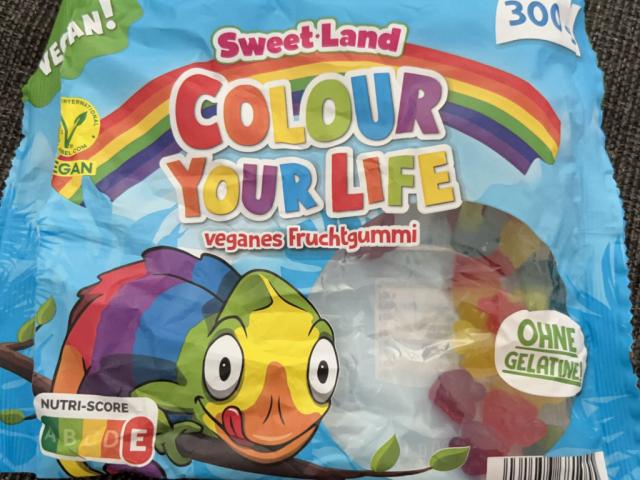 VEGAN!
Sweet·Land
300
COLOUR
YOUR LIFE
veganes Fruchtgummi
VEGAN
OHNE
GELATINE!
NUTRI-SCORE
A B C D E